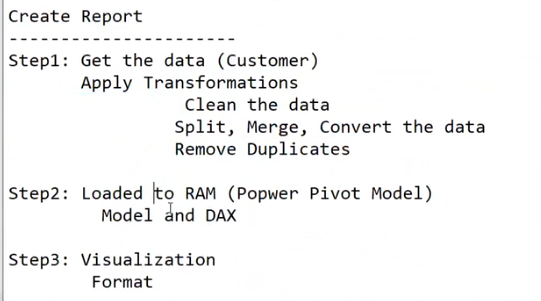 Create Report
-----------------------
Step1: Get the data (Customer)
Apply Transformations
Clean the data
Split, Merge, Convert the data
Remove Duplicates
Step2: Loaded to RAM (Popwer Pivot Model)
Model and DAX
Step3: Visualization
Format